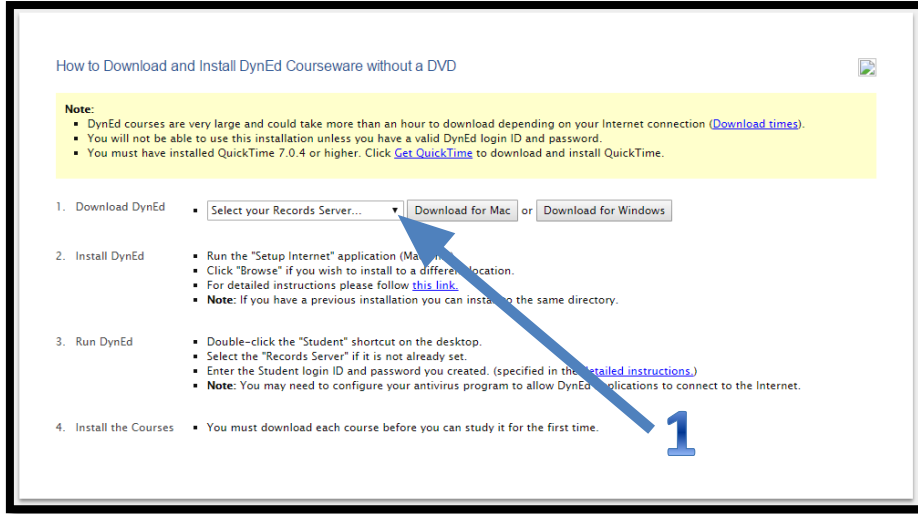 How to Download and Install DynEd Courseware without a DVD
Note:
▪ DynEd courses are very large and could take more than an hour to download depending on your Internet connection (Download times).
▪ You will not be able to use this installation unless you have a valid DynEd login ID and password.
▪ You must have installed QuickTime 7.0.4 or higher. Click Get QuickTime to download and install QuickTime.
1. Download DynEd ▪ Select your Records Server... ▼ Download for Mac or Download for Windows
2. Install DynEd ▪ Run the "Setup Internet" application
▪ Click "Browse" if you wish to install to a different location.
▪ For detailed instructions please follow this link.
▪ Note: If you have a previous installation you can install to the same directory.
3. Run DynEd ▪ Double-click the "Student" shortcut on the desktop.
▪ Select the "Records Server" if it is not already set.
▪ Enter the Student login ID and password you created. (specified in the detailed instructions.)
▪ Note: You may need to configure your antivirus program to allow DynEd applications to connect to the Internet.
4. Install the Courses ▪ You must download each course before you can study it for the first time.
1